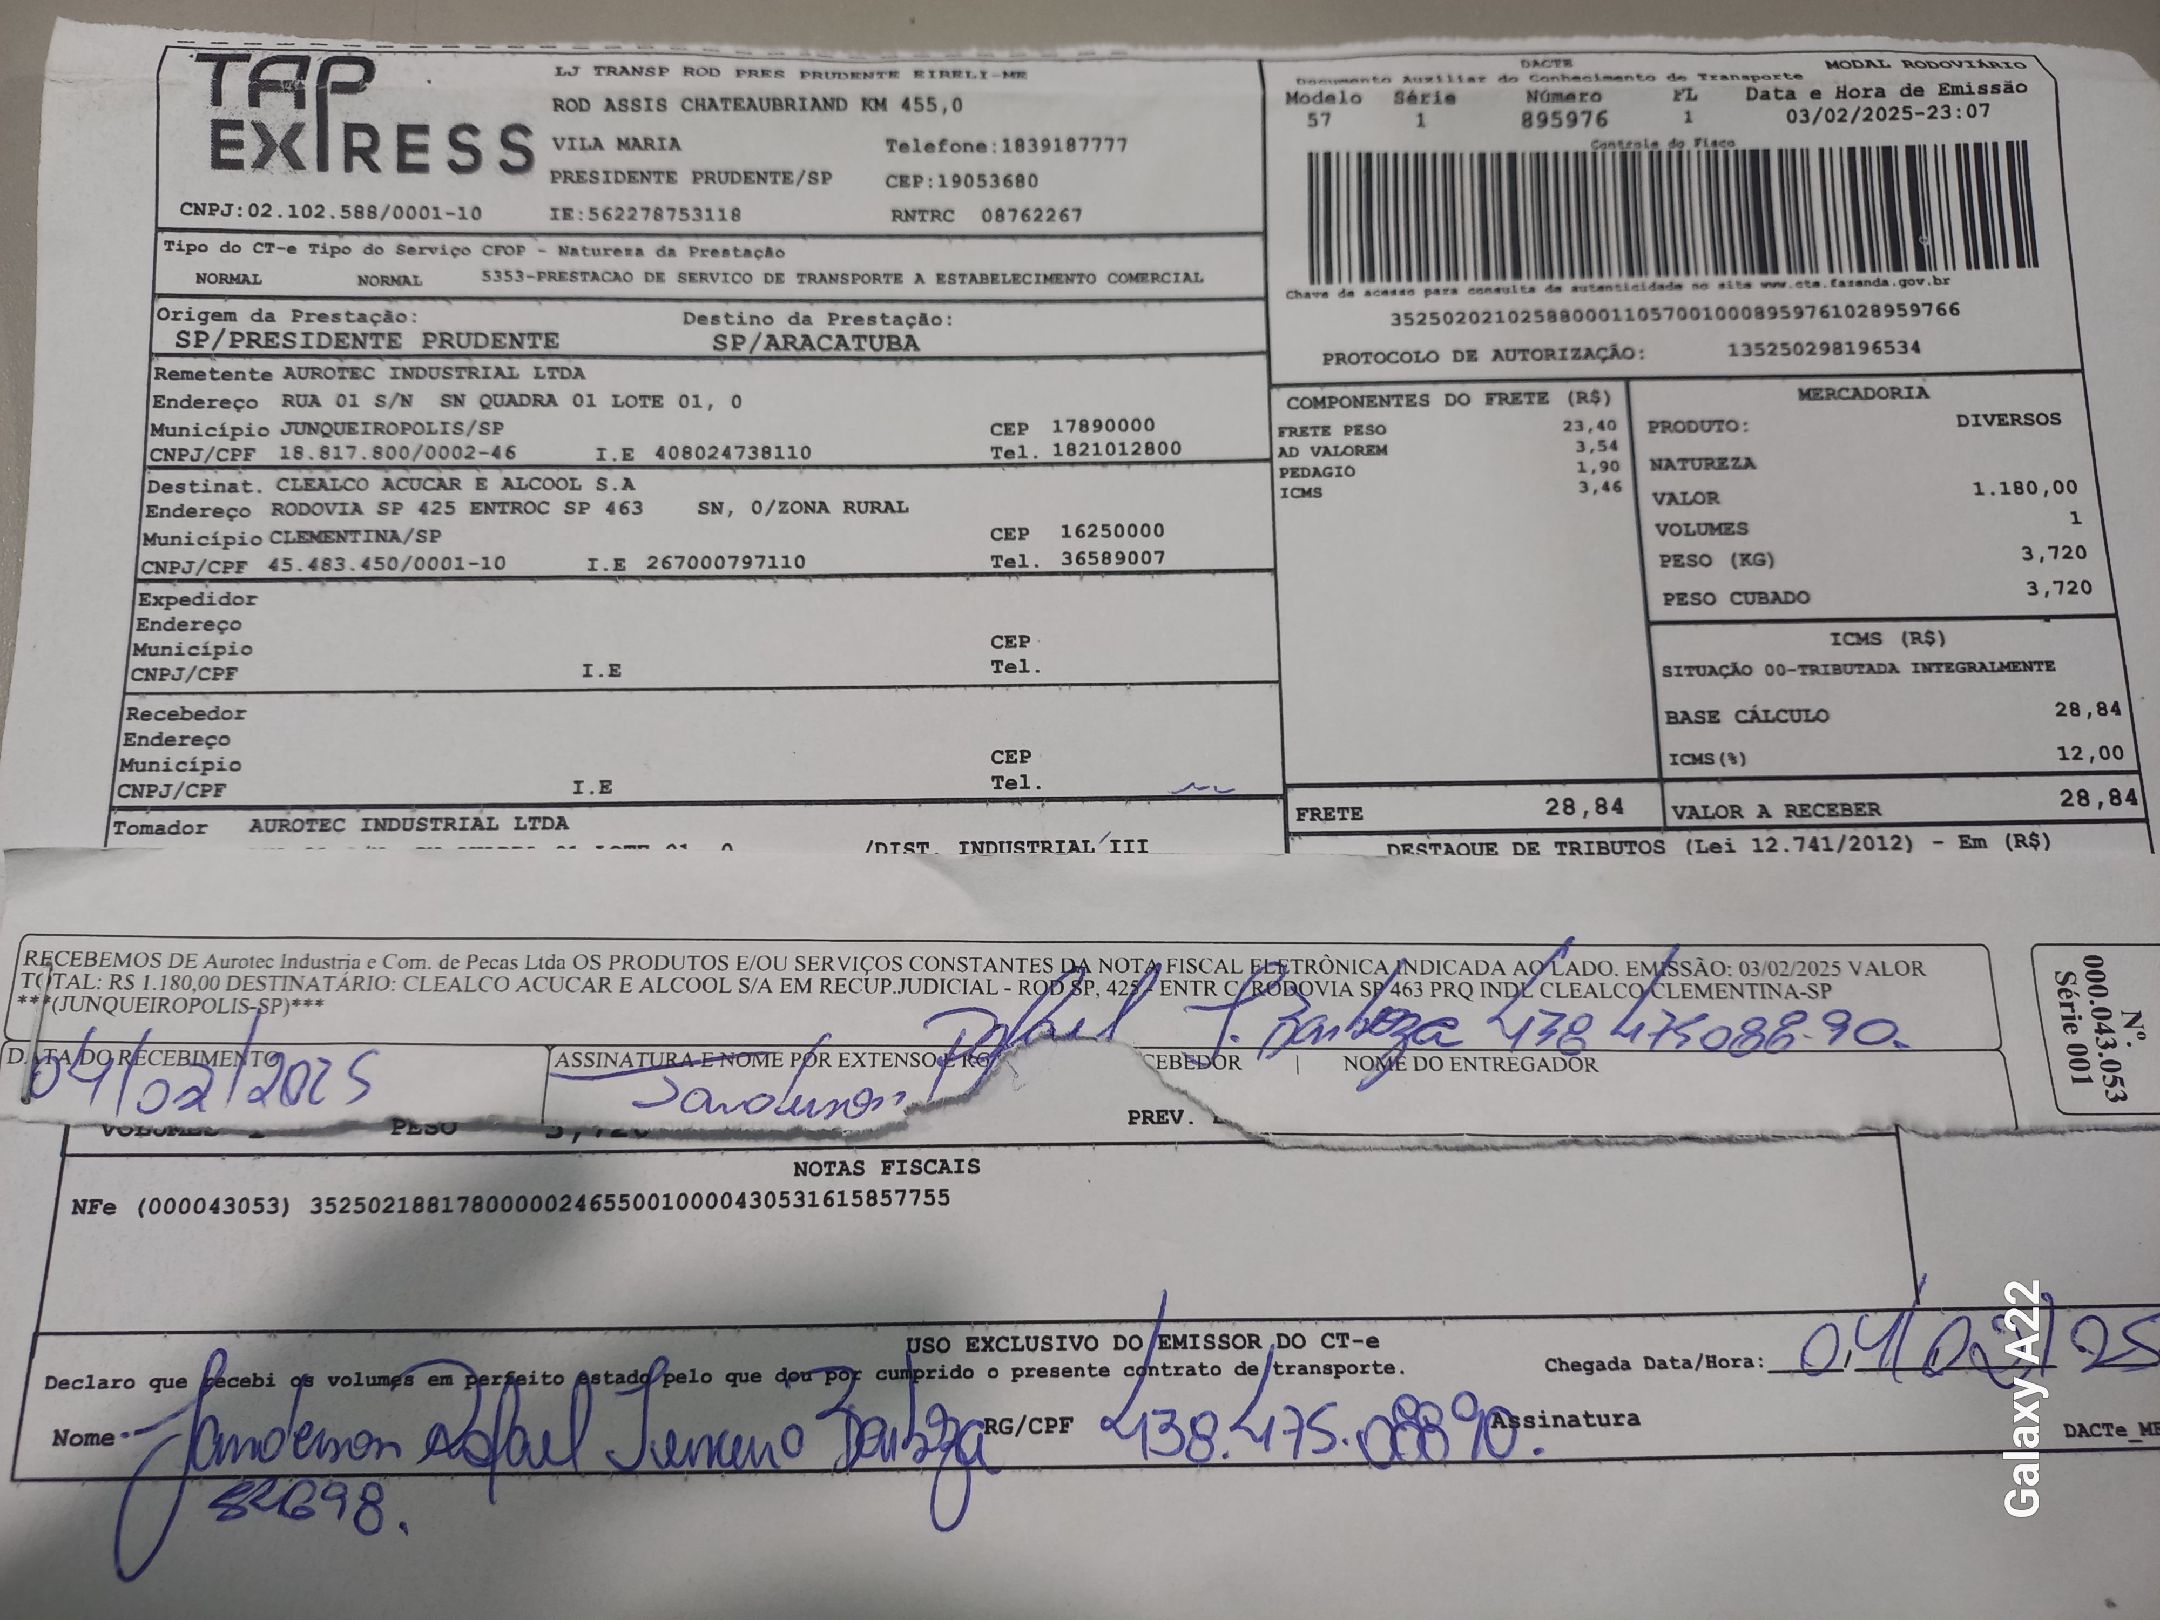 TAP EXPRESS
LJ TRANSP ROD PRES PRUDENTE EIRELI-ME
ROD ASSIS CHATEAUBRIAND KM 455,0
VILA MARIA Telefone:1839187777
PRESIDENTE PRUDENTE/SP CEP:19053680
CNPJ:02.102.588/0001-10 IE:562278753118 RNTRC 08762267
DACTE MODAL RODOVIÁRIO
Documento Auxiliar do Conhecimento de Transporte
Modelo Série Número FL Data e Hora de Emissão
57 1 895976 1 03/02/2025-23:07
Controle do Fisco
Chave de acesso para consulta de autenticidade no site www.cte.fazenda.gov.br
35250202102588000110570010008959761028959766
PROTOCOLO DE AUTORIZAÇÃO: 135250298196534
Tipo do CT-e Tipo do Serviço CFOP - Natureza da Prestação
NORMAL NORMAL 5353-PRESTACAO DE SERVICO DE TRANSPORTE A ESTABELECIMENTO COMERCIAL
Origem da Prestação: Destino da Prestação:
SP/PRESIDENTE PRUDENTE SP/ARACATUBA
Remetente AUROTEC INDUSTRIAL LTDA
Endereço RUA 01 S/N SN QUADRA 01 LOTE 01, 0
Município JUNQUEIROPOLIS/SP CEP 17890000
CNPJ/CPF 18.817.800/0002-46 I.E 408024738110 Tel. 1821012800
Destinat. CLEALCO ACUCAR E ALCOOL S.A
Endereço RODOVIA SP 425 ENTROC SP 463 SN, 0/ZONA RURAL
Município CLEMENTINA/SP CEP 16250000
CNPJ/CPF 45.483.450/0001-10 I.E 267000797110 Tel. 36589007
Expedidor
Endereço
Município CEP
CNPJ/CPF I.E Tel.
Recebedor
Endereço
Município CEP
CNPJ/CPF I.E Tel.
Tomador AUROTEC INDUSTRIAL LTDA
/DIST. INDUSTRIAL III
COMPONENTES DO FRETE (R$)
FRETE PESO 23,40
AD VALOREM 3,54
PEDAGIO 1,90
ICMS 3,46
MERCADORIA
PRODUTO: DIVERSOS
NATUREZA
VALOR 1.180,00
VOLUMES 1
PESO (KG) 3,720
PESO CUBADO 3,720
ICMS (R$)
SITUAÇÃO 00-TRIBUTADA INTEGRALMENTE
BASE CÁLCULO 28,84
ICMS(%) 12,00
FRETE 28,84 VALOR A RECEBER 28,84
DESTAQUE DE TRIBUTOS (Lei 12.741/2012) - Em (R$)
RECEBEMOS DE Aurotec Industria e Com. de Pecas Ltda OS PRODUTOS E/OU SERVIÇOS CONSTANTES DA NOTA FISCAL ELETRÔNICA INDICADA AO LADO. EMISSÃO: 03/02/2025 VALOR
TOTAL: R$ 1.180,00 DESTINATÁRIO: CLEALCO ACUCAR E ALCOOL S/A EM RECUP.JUDICIAL - ROD SP, 425 - ENTR C/ RODOVIA SP 463 PRQ INDL CLEALCO CLEMENTINA-SP
***(JUNQUEIROPOLIS-SP)***
Nº. 000.043.053
Série 001
DATA DO RECEBIMENTO ASSINATURA E NOME POR EXTENSO E RG CEBEDOR | NOME DO ENTREGADOR
04/02/2025 Janderson Rafael T. Barboza 438 475 088-90.
VOLUMES 1 PESO 3,720 PREV.
NOTAS FISCAIS
NFe (000043053) 35250218817800000246550010000430531615857755
USO EXCLUSIVO DO EMISSOR DO CT-e
Declaro que recebi os volumes em perfeito estado pelo que dou por cumprido o presente contrato de transporte.
Chegada Data/Hora: 04/02/25
Nome Janderson Rafael Barboza RG/CPF 438.475.088 90. Assinatura
DACTe_ME
Galaxy A22